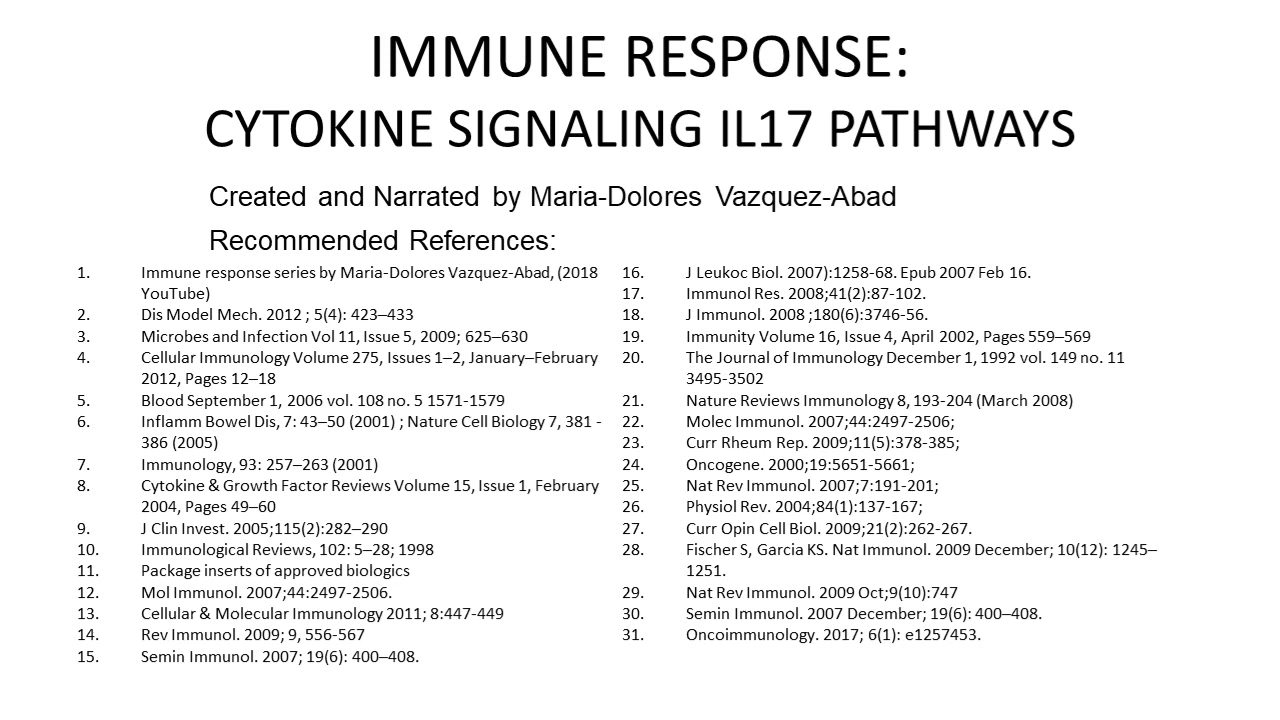 IMMUNE RESPONSE:
CYTOKINE SIGNALING IL17 PATHWAYS
Created and Narrated by Maria-Dolores Vazquez-Abad
Recommended References:
1. Immune response series by Maria-Dolores Vazquez-Abad, (2018
YouTube)
2. Dis Model Mech. 2012 ; 5(4): 423–433
3. Microbes and Infection Vol 11, Issue 5, 2009; 625–630
4. Cellular Immunology Volume 275, Issues 1–2, January–February
2012, Pages 12–18
5. Blood September 1, 2006 vol. 108 no. 5 1571-1579
6. Inflamm Bowel Dis, 7: 43–50 (2001) ; Nature Cell Biology 7, 381 -
386 (2005)
7. Immunology, 93: 257–263 (2001)
8. Cytokine & Growth Factor Reviews Volume 15, Issue 1, February
2004, Pages 49–60
9. J Clin Invest. 2005;115(2):282–290
10. Immunological Reviews, 102: 5–28; 1998
11. Package inserts of approved biologics
12. Mol Immunol. 2007;44:2497-2506.
13. Cellular & Molecular Immunology 2011; 8:447-449
14. Rev Immunol. 2009; 9, 556-567
15. Semin Immunol. 2007; 19(6): 400–408.
16. J Leukoc Biol. 2007):1258-68. Epub 2007 Feb 16.
17. Immunol Res. 2008;41(2):87-102.
18. J Immunol. 2008 ;180(6):3746-56.
19. Immunity Volume 16, Issue 4, April 2002, Pages 559–569
20. The Journal of Immunology December 1, 1992 vol. 149 no. 11
3495-3502
21. Nature Reviews Immunology 8, 193-204 (March 2008)
22. Molec Immunol. 2007;44:2497-2506;
23. Curr Rheum Rep. 2009;11(5):378-385;
24. Oncogene. 2000;19:5651-5661;
25. Nat Rev Immunol. 2007;7:191-201;
26. Physiol Rev. 2004;84(1):137-167;
27. Curr Opin Cell Biol. 2009;21(2):262-267.
28. Fischer S, Garcia KS. Nat Immunol. 2009 December; 10(12): 1245–
1251.
29. Nat Rev Immunol. 2009 Oct;9(10):747
30. Semin Immunol. 2007 December; 19(6): 400–408.
31. Oncoimmunology. 2017; 6(1): e1257453.